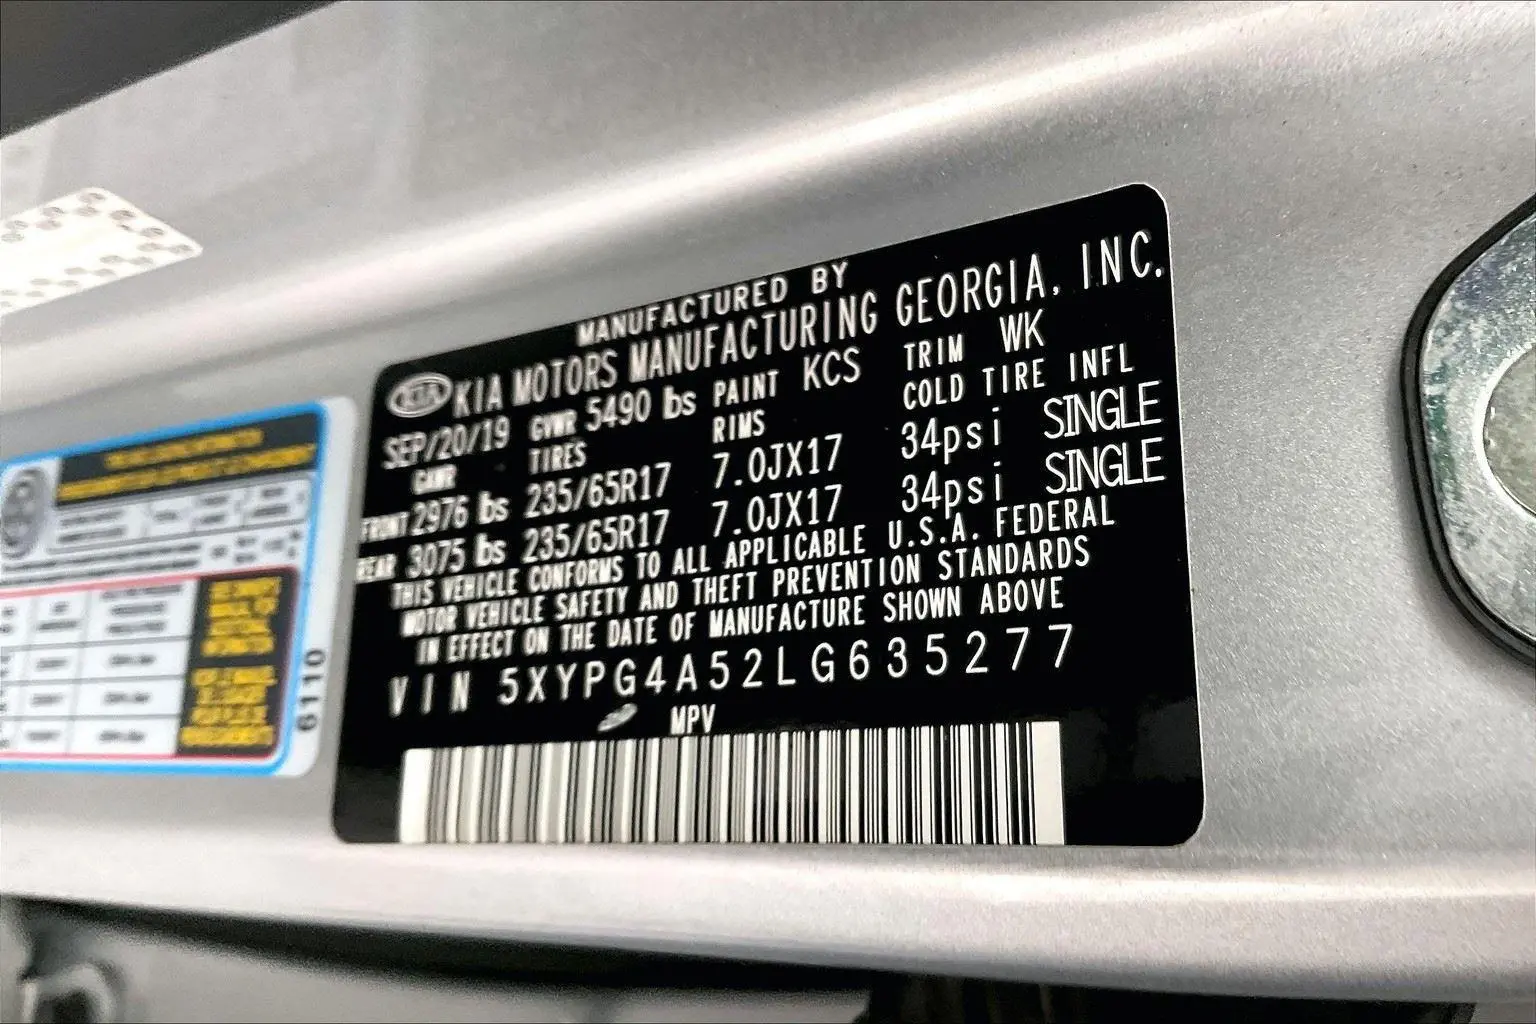 MANUFACTURED BY
KIA KIA MOTORS MANUFACTURING GEORGIA, INC.
SEP/20/19 GVWR 5490 lbs PAINT KCS TRIM WK
GAWR TIRES RIMS COLD TIRE INFL
FRONT 2976 lbs 235/65R17 7.0JX17 34psi SINGLE
REAR 3075 lbs 235/65R17 7.0JX17 34psi SINGLE
THIS VEHICLE CONFORMS TO ALL APPLICABLE U.S.A. FEDERAL
MOTOR VEHICLE SAFETY AND THEFT PREVENTION STANDARDS
IN EFFECT ON THE DATE OF MANUFACTURE SHOWN ABOVE
VIN 5XYPG4A52LG635277
MPV
6110